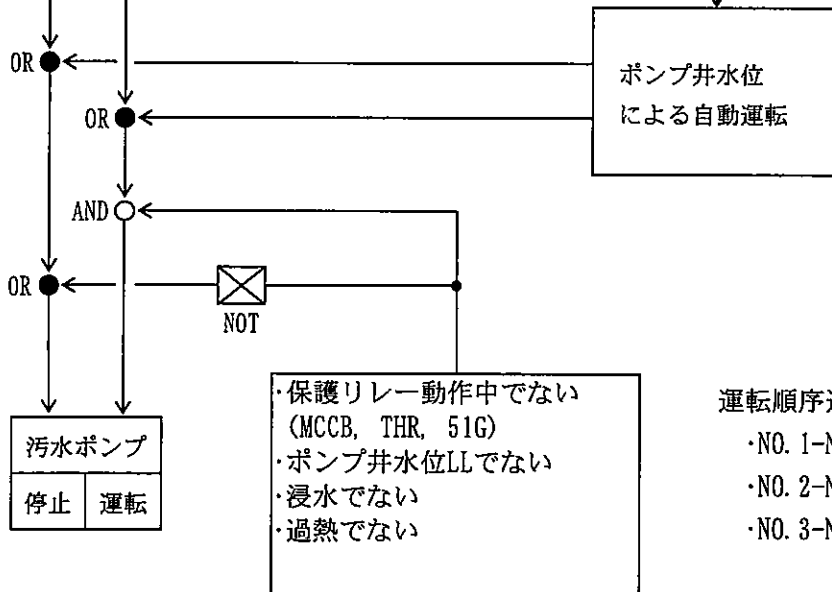 OR
ポンプ井水位
による自動運転
OR
AND
OR
NOT
・保護リレー動作中でない
(MCCB, THR, 51G)
・ポンプ井水位LLでない
・浸水でない
・過熱でない
汚水ポンプ
停止 運転
運転順序
・NO. 1-
・NO. 2-
・NO. 3-